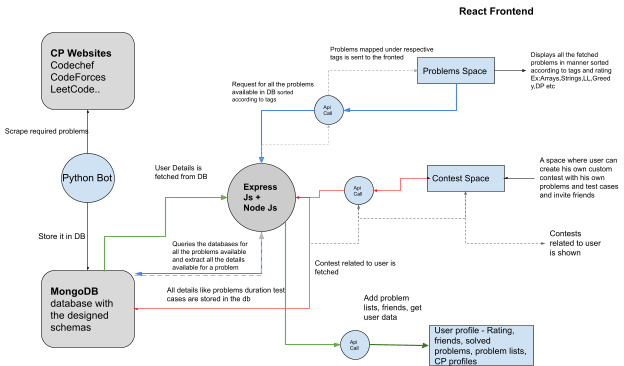 React Frontend
CP Websites
Codechef
CodeForces
LeetCode..
Problems mapped under respective
tags is sent to the fronted
Problems Space
Displays all the fetched
problems in manner sorted
according to tags and rating
Ex:Arrays,Strings,LL,Greed
y,DP etc
Request for all the problems
available in DB sorted
according to tags
Api
Call
Scrape required problems
Python Bot
User Details is
fetched from DB
Express
Js +
Node Js
Api
Call
Contest Space
A space where user can
create his own custom
contest with his own
problems and test cases
and invite friends
Store it in DB
Queries the databases for
all the problems available
and extract all the details
available for a problem
Contest related to user is
fetched
Contests
related to user
is shown
MongoDB
database with
the designed
schemas
All details like problems duration test
cases are stored in the db
Add problem
lists, friends, get
user data
Api
Call
User profile - Rating,
friends, solved
problems, problem lists,
CP profiles